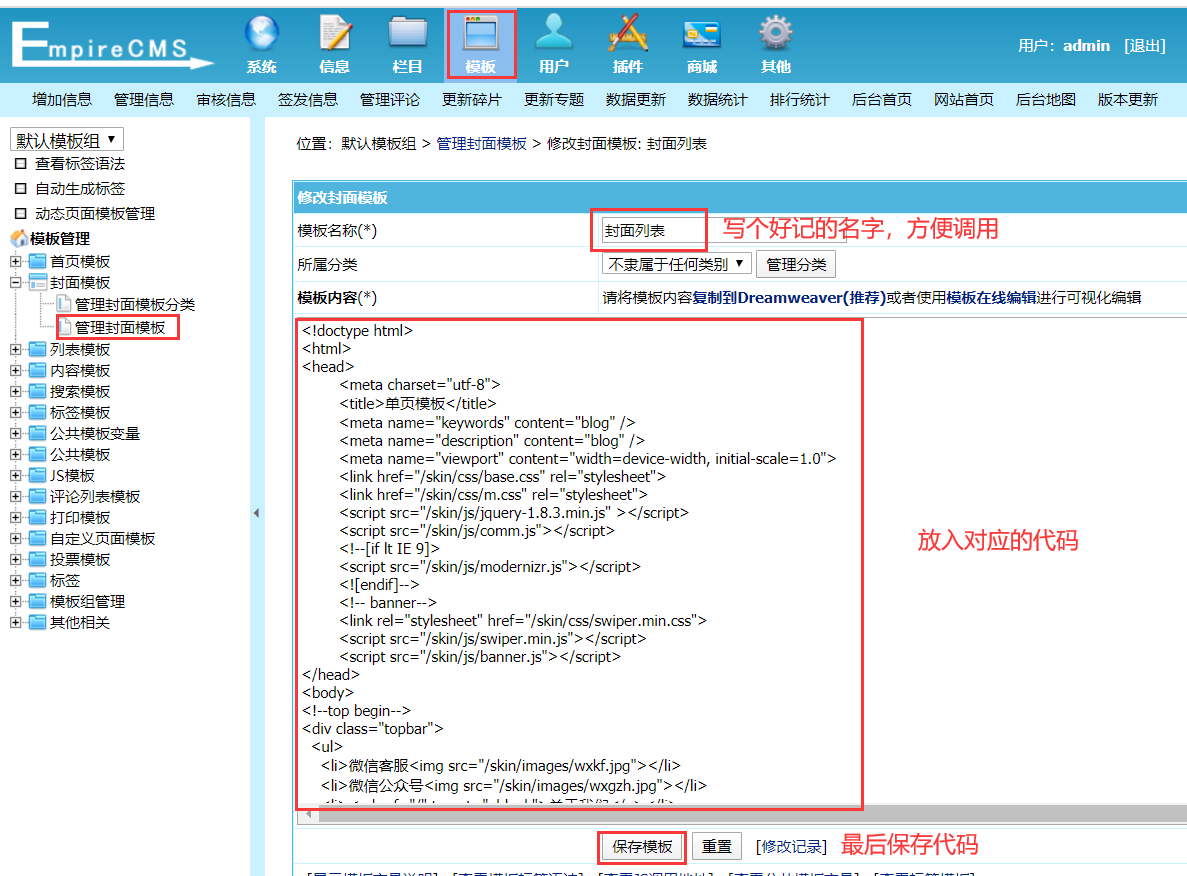 EmpireCMS
系统 信息 栏目 模板 用户 插件 商城 其他
用户：admin [退出]
增加信息 管理信息 审核信息 签发信息 管理评论 更新碎片 更新专题 数据更新 数据统计 排行统计 后台首页 网站首页 后台地图 版本更新
默认模板组
查看标签语法
自动生成标签
动态页面模板管理
模板管理
首页模板
封面模板
管理封面模板分类
管理封面模板
列表模板
内容模板
搜索模板
标签模板
公共模板变量
公共模板
JS模板
评论列表模板
打印模板
自定义页面模板
投票模板
标签
模板组管理
其他相关
位置：默认模板组 > 管理封面模板 > 修改封面模板: 封面列表
修改封面模板
模板名称(*) 封面列表 写个好记的名字，方便调用
所属分类 不隶属于任何类别 管理分类
模板内容(*) 请将模板内容复制到Dreamweaver(推荐)或者使用模板在线编辑进行可视化编辑
<!doctype html>
<html>
<head>
<meta charset="utf-8">
<title>单页模板</title>
<meta name="keywords" content="blog" />
<meta name="description" content="blog" />
<meta name="viewport" content="width=device-width, initial-scale=1.0">
<link href="/skin/css/base.css" rel="stylesheet">
<link href="/skin/css/m.css" rel="stylesheet">
<script src="/skin/js/jquery-1.8.3.min.js" ></script>
<script src="/skin/js/comm.js"></script>
<!--[if lt IE 9]>
<script src="/skin/js/modernizr.js"></script>
<![endif]-->
<!-- banner-->
<link rel="stylesheet" href="/skin/css/swiper.min.css">
<script src="/skin/js/swiper.min.js"></script>
<script src="/skin/js/banner.js"></script>
</head>
<body>
<!--top begin-->
<div class="topbar">
<ul>
<li>微信客服<img src="/skin/images/wxkf.jpg"></li>
<li>微信公众号<img src="/skin/images/wxgzh.jpg"></li>
放入对应的代码
保存模板 重置 [修改记录] 最后保存代码